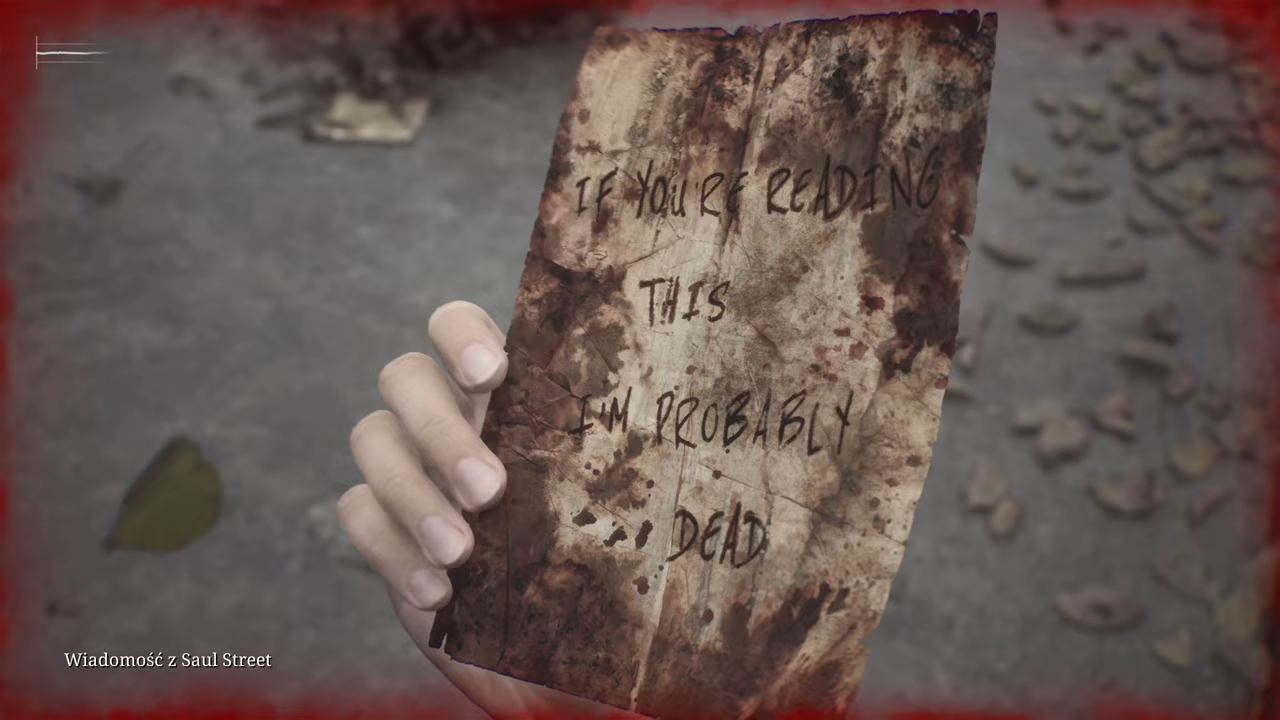 IF YOU'RE READING
THIS
I'M PROBABLY
DEAD
Wiadomość z Saul Street